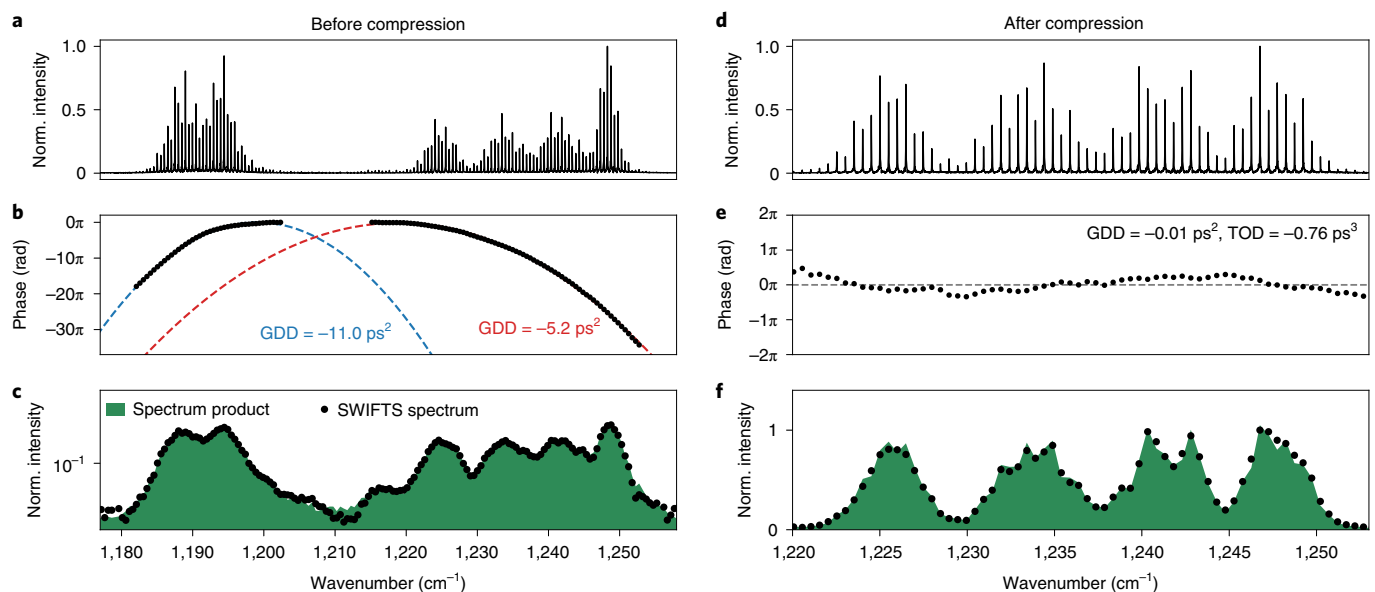 a
Before compression
Norm. intensity
1.0
0.5
0
b
Phase (rad)
0π
−10π
−20π
−30π
GDD = −11.0 ps²
GDD = −5.2 ps²
c
Spectrum product
SWIFTS spectrum
Norm. intensity
10⁻¹
1,180
1,190
1,200
1,210
1,220
1,230
1,240
1,250
Wavenumber (cm⁻¹)
d
After compression
Norm. intensity
1.0
0.5
0
e
Phase (rad)
2π
1π
0π
−1π
−2π
GDD = −0.01 ps², TOD = −0.76 ps³
f
Norm. intensity
1
0
1,220
1,225
1,230
1,235
1,240
1,245
1,250
Wavenumber (cm⁻¹)